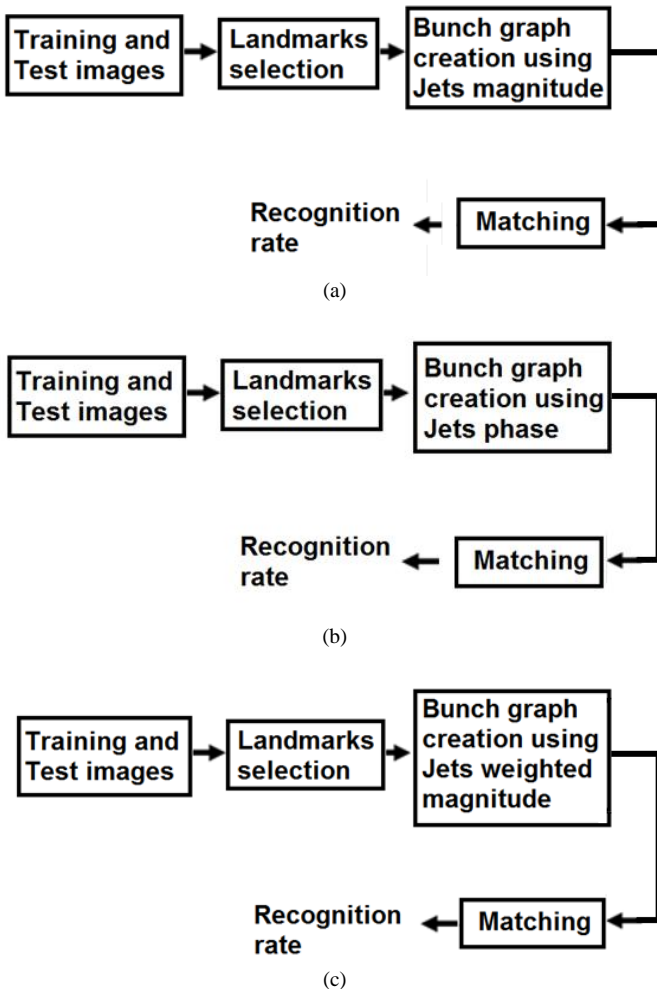 Training and
Test images
Landmarks
selection
Bunch graph
creation using
Jets magnitude
Recognition
rate
Matching
(a)
Training and
Test images
Landmarks
selection
Bunch graph
creation using
Jets phase
Recognition
rate
Matching
(b)
Training and
Test images
Landmarks
selection
Bunch graph
creation using
Jets weighted
magnitude
Recognition
rate
Matching
(c)